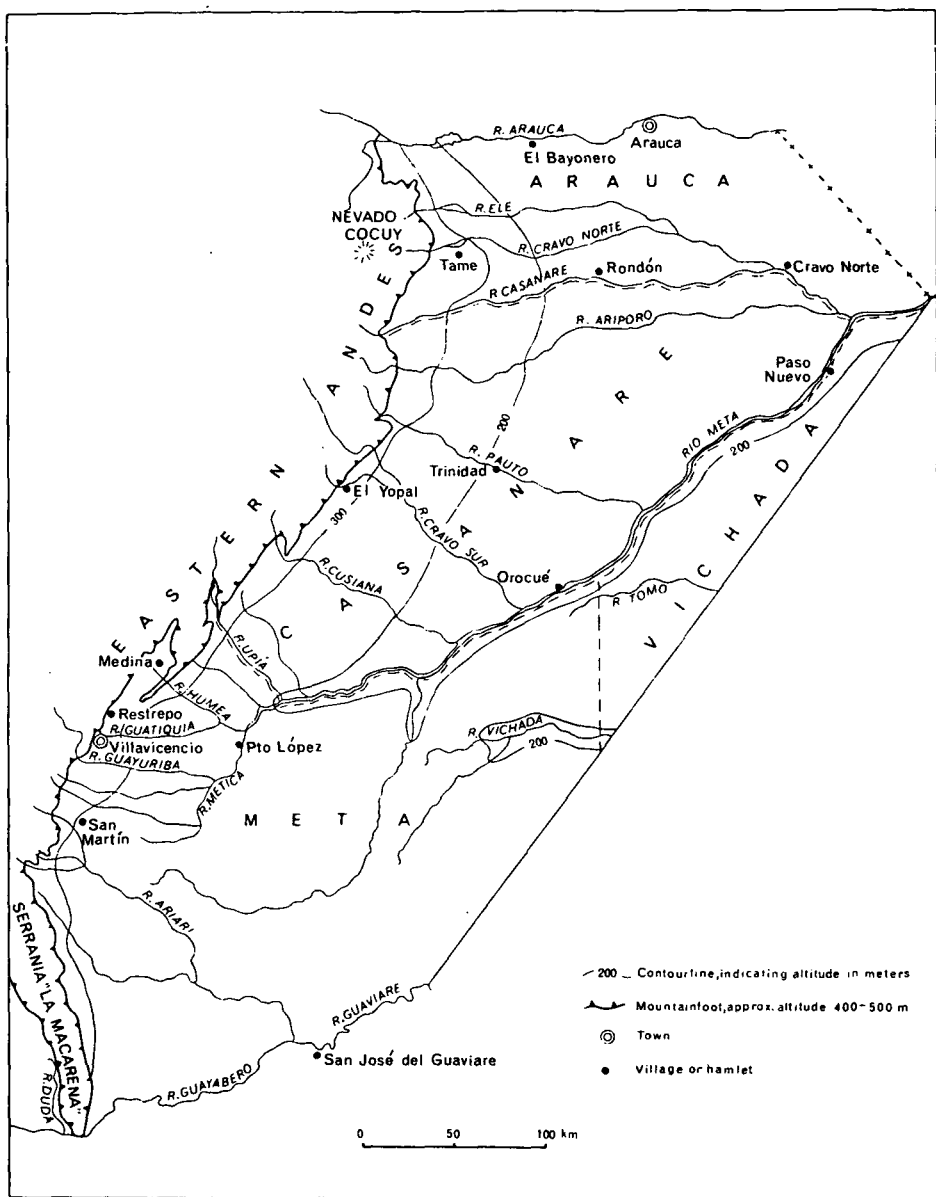 R. ARAUCA
Arauca
El Bayonero
ARAUCA
R. ELE
NEVADO
COCUY
R. CRAVO NORTE
Tame
Rondón
Cravo Norte
R. CASANARE
R. ARIPORO
Paso
Nuevo
EASTERN ANDES
200
RIO META
200
R. PAUTO
Trinidad
El Yopal
300
R. CRAVO SUR
CASANARE
VICHADA
R. CUSIANA
Orocué
R. TOMO
R. UPIA
Medina
R. HUMEA
Restrepo
R. GUATIQUIA
Villavicencio
Pto López
R. VICHADA
200
R. GUAYURIBA
R. METICA
META
San
Martín
R. ARIARI
SERRANIA "LA MACARENA"
R. GUAVIARE
San José del Guaviare
R. GUAYABERO
R. DUDA
200 Contourline, indicating altitude in meters
Mountainfoot, approx. altitude 400-500 m
Town
Village or hamlet
0 50 100 km